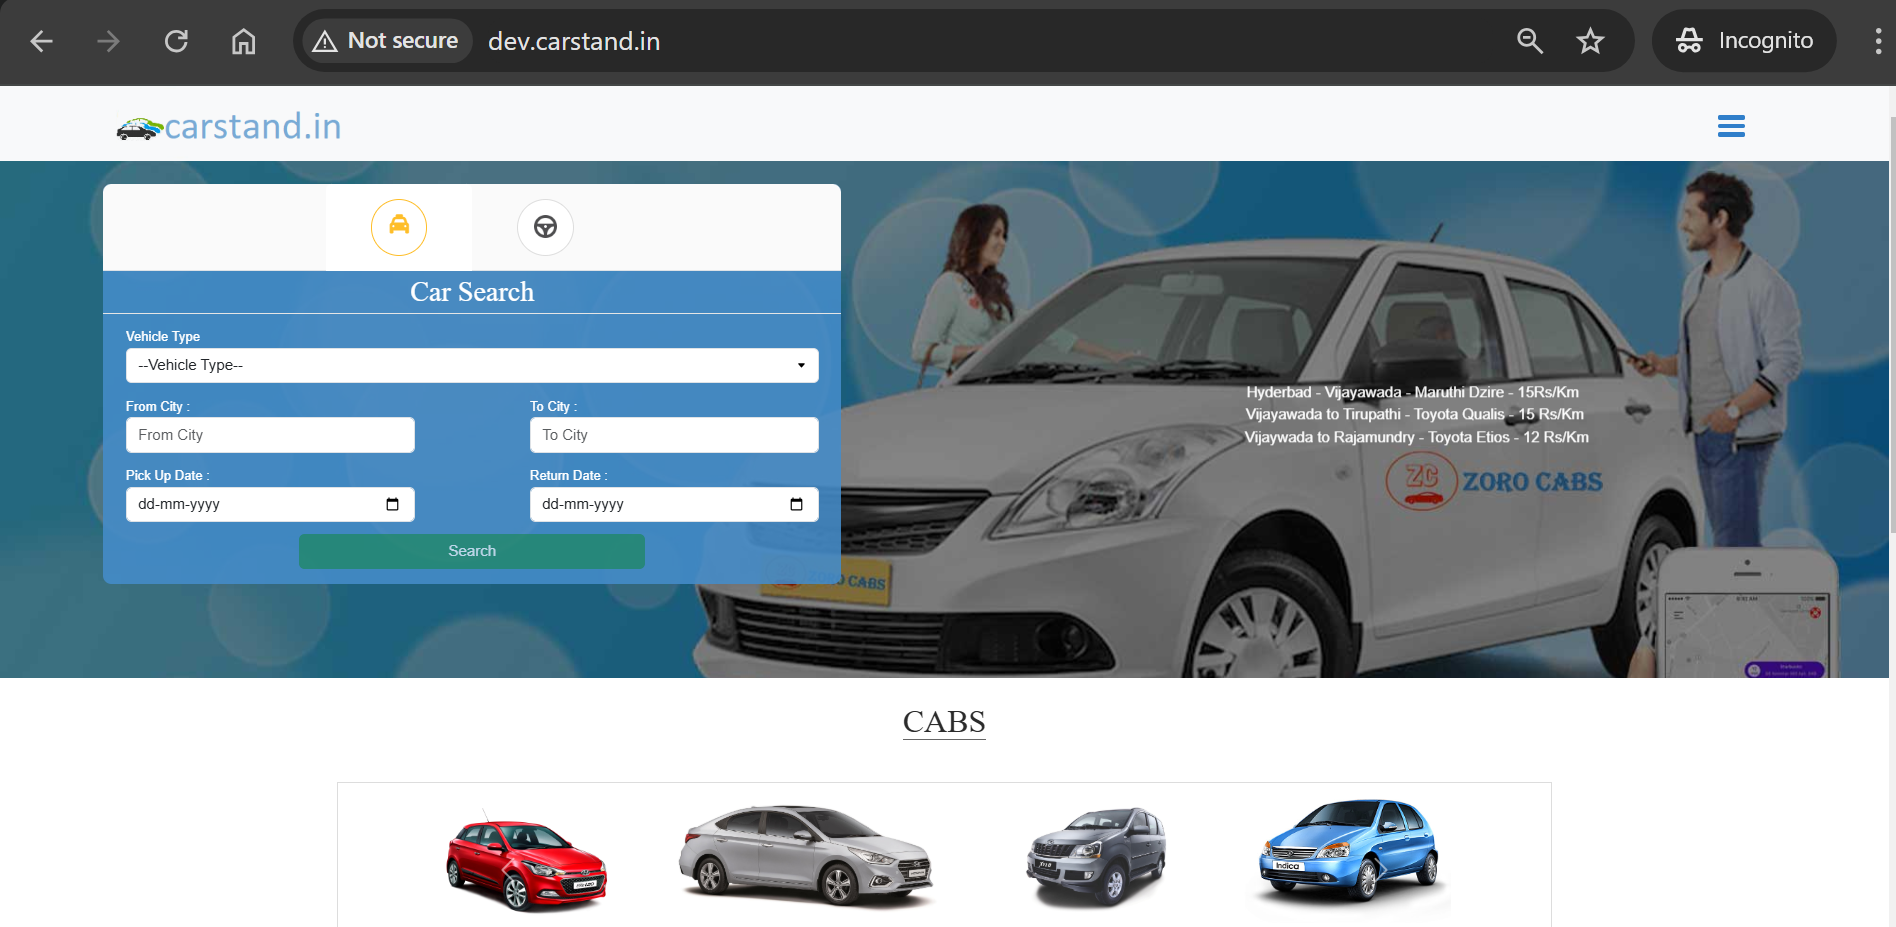 Not secure
dev.carstand.in
Incognito
carstand.in
Car Search
Vehicle Type
--Vehicle Type--
From City :
To City :
From City
To City
Pick Up Date :
Return Date :
dd-mm-yyyy
dd-mm-yyyy
Search
Hyderbad - Vijayawada - Maruthi Dzire - 15Rs/Km
Vijayawada to Tirupathi - Toyota Qualis - 15 Rs/Km
Vijaywada to Rajamundry - Toyota Etios - 12 Rs/Km
ZC ZORO CABS
ZORO CABS
CABS
Indica